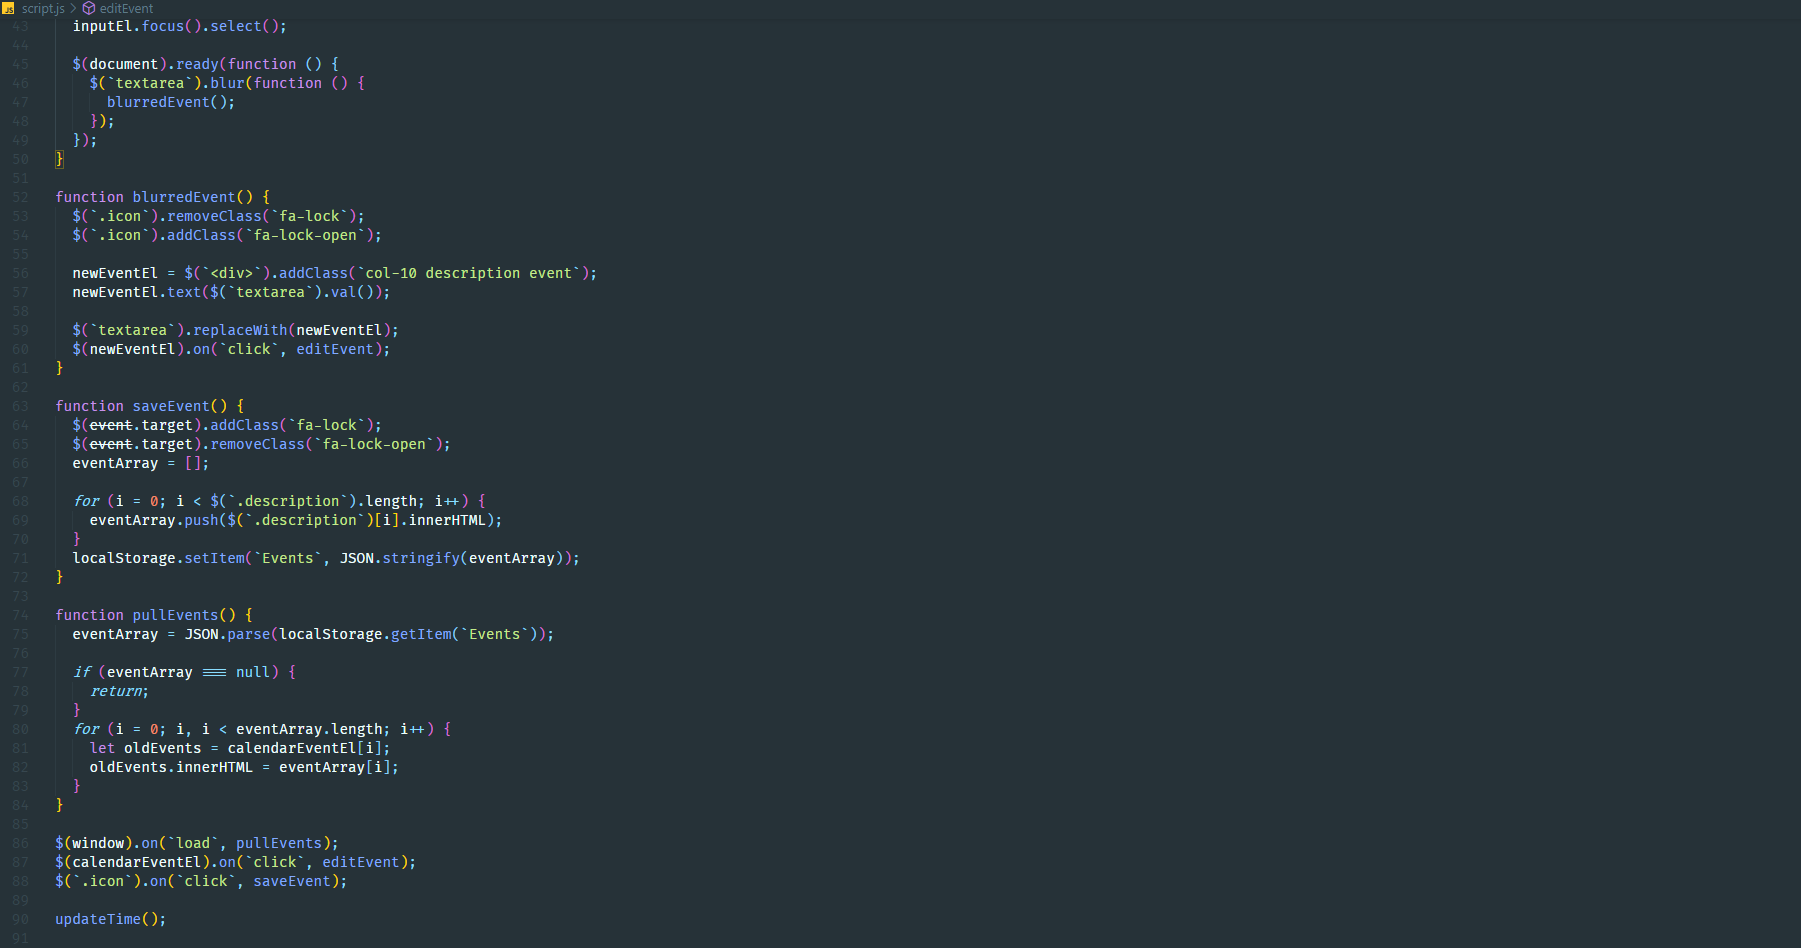 JS script.js > editEvent
43 inputEl.focus().select();
44
45 $(document).ready(function () {
46 $(`textarea`).blur(function () {
47 blurredEvent();
48 });
49 });
50 }
51
52 function blurredEvent() {
53 $(`.icon`).removeClass(`fa-lock`);
54 $(`.icon`).addClass(`fa-lock-open`);
55
56 newEventEl = $(`<div>`).addClass(`col-10 description event`);
57 newEventEl.text($(`textarea`).val());
58
59 $(`textarea`).replaceWith(newEventEl);
60 $(newEventEl).on(`click`, editEvent);
61 }
62
63 function saveEvent() {
64 $(event.target).addClass(`fa-lock`);
65 $(event.target).removeClass(`fa-lock-open`);
66 eventArray = [];
67
68 for (i = 0; i < $(`.description`).length; i++) {
69 eventArray.push($(`.description`)[i].innerHTML);
70 }
71 localStorage.setItem(`Events`, JSON.stringify(eventArray));
72 }
73
74 function pullEvents() {
75 eventArray = JSON.parse(localStorage.getItem(`Events`));
76
77 if (eventArray === null) {
78 return;
79 }
80 for (i = 0; i, i < eventArray.length; i++) {
81 let oldEvents = calendarEventEl[i];
82 oldEvents.innerHTML = eventArray[i];
83 }
84 }
85
86 $(window).on(`load`, pullEvents);
87 $(calendarEventEl).on(`click`, editEvent);
88 $(`.icon`).on(`click`, saveEvent);
89
90 updateTime();
91